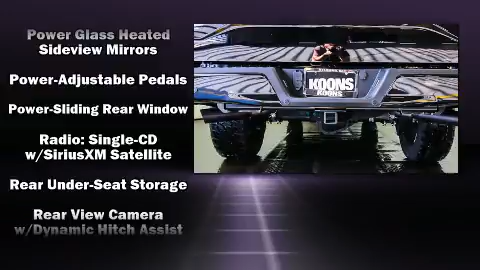 Power Glass Heated
Sideview Mirrors
Power-Adjustable Pedals
Power-Sliding Rear Window
Radio: Single-CD
w/SiriusXM Satellite
Rear Under-Seat Storage
Rear View Camera
w/Dynamic Hitch Assist
KOONS
KOONS